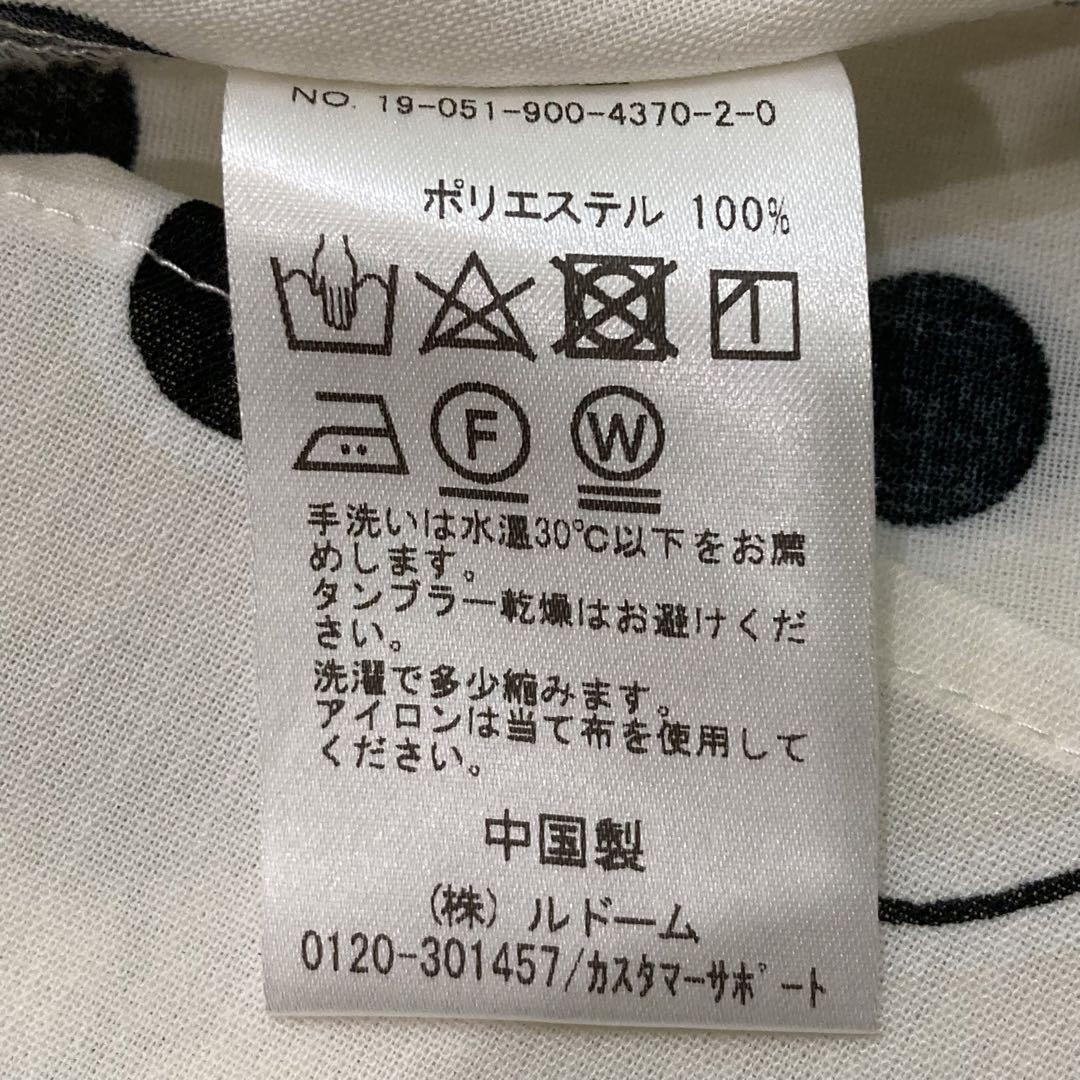 NO. 19-051-900-4370-2-0
ポリエステル 100%
F W
手洗いは水温30℃以下をお薦
めします。
タンブラー乾燥はお避けくだ
さい。
洗濯で多少縮みます。
アイロンは当て布を使用して
ください。
中国製
(株) ルドーム
0120-301457/カスタマーサポート